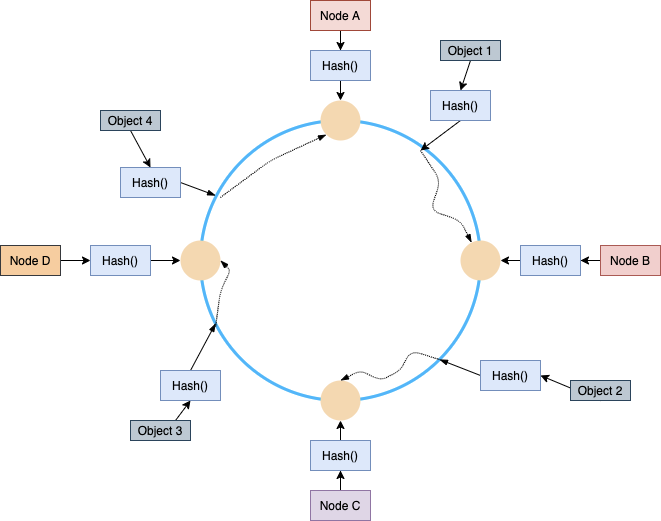 Node A
Object 1
Hash()
Hash()
Object 4
Hash()
Node D
Hash()
Hash()
Node B
Hash()
Hash()
Object 2
Object 3
Hash()
Node C